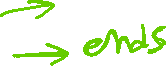 →
→ ends